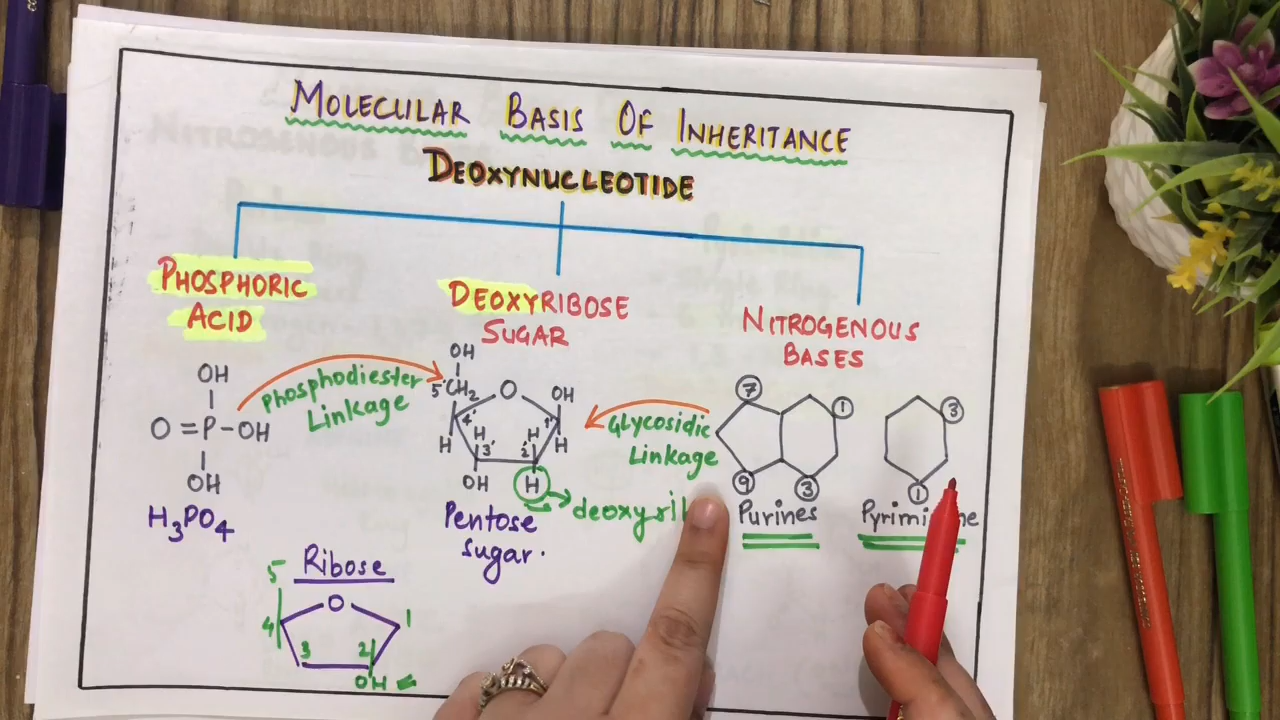 MOLECULAR BASIS OF INHERITANCE
DEOXYNUCLEOTIDE
PHOSPHORIC
ACID
OH
O=P-OH
OH
H3PO4
Phosphodiester
Linkage
DEOXYRIBOSE
SUGAR
OH
5'CH2
O
OH
4'
1'
H
H
3'
2'
H
H
OH
H
deoxy
Pentose
sugar.
Glycosidic
Linkage
NITROGENOUS
BASES
7
1
9
3
Purines
3
1
Ribose
5
O
4
1
3
2
OH